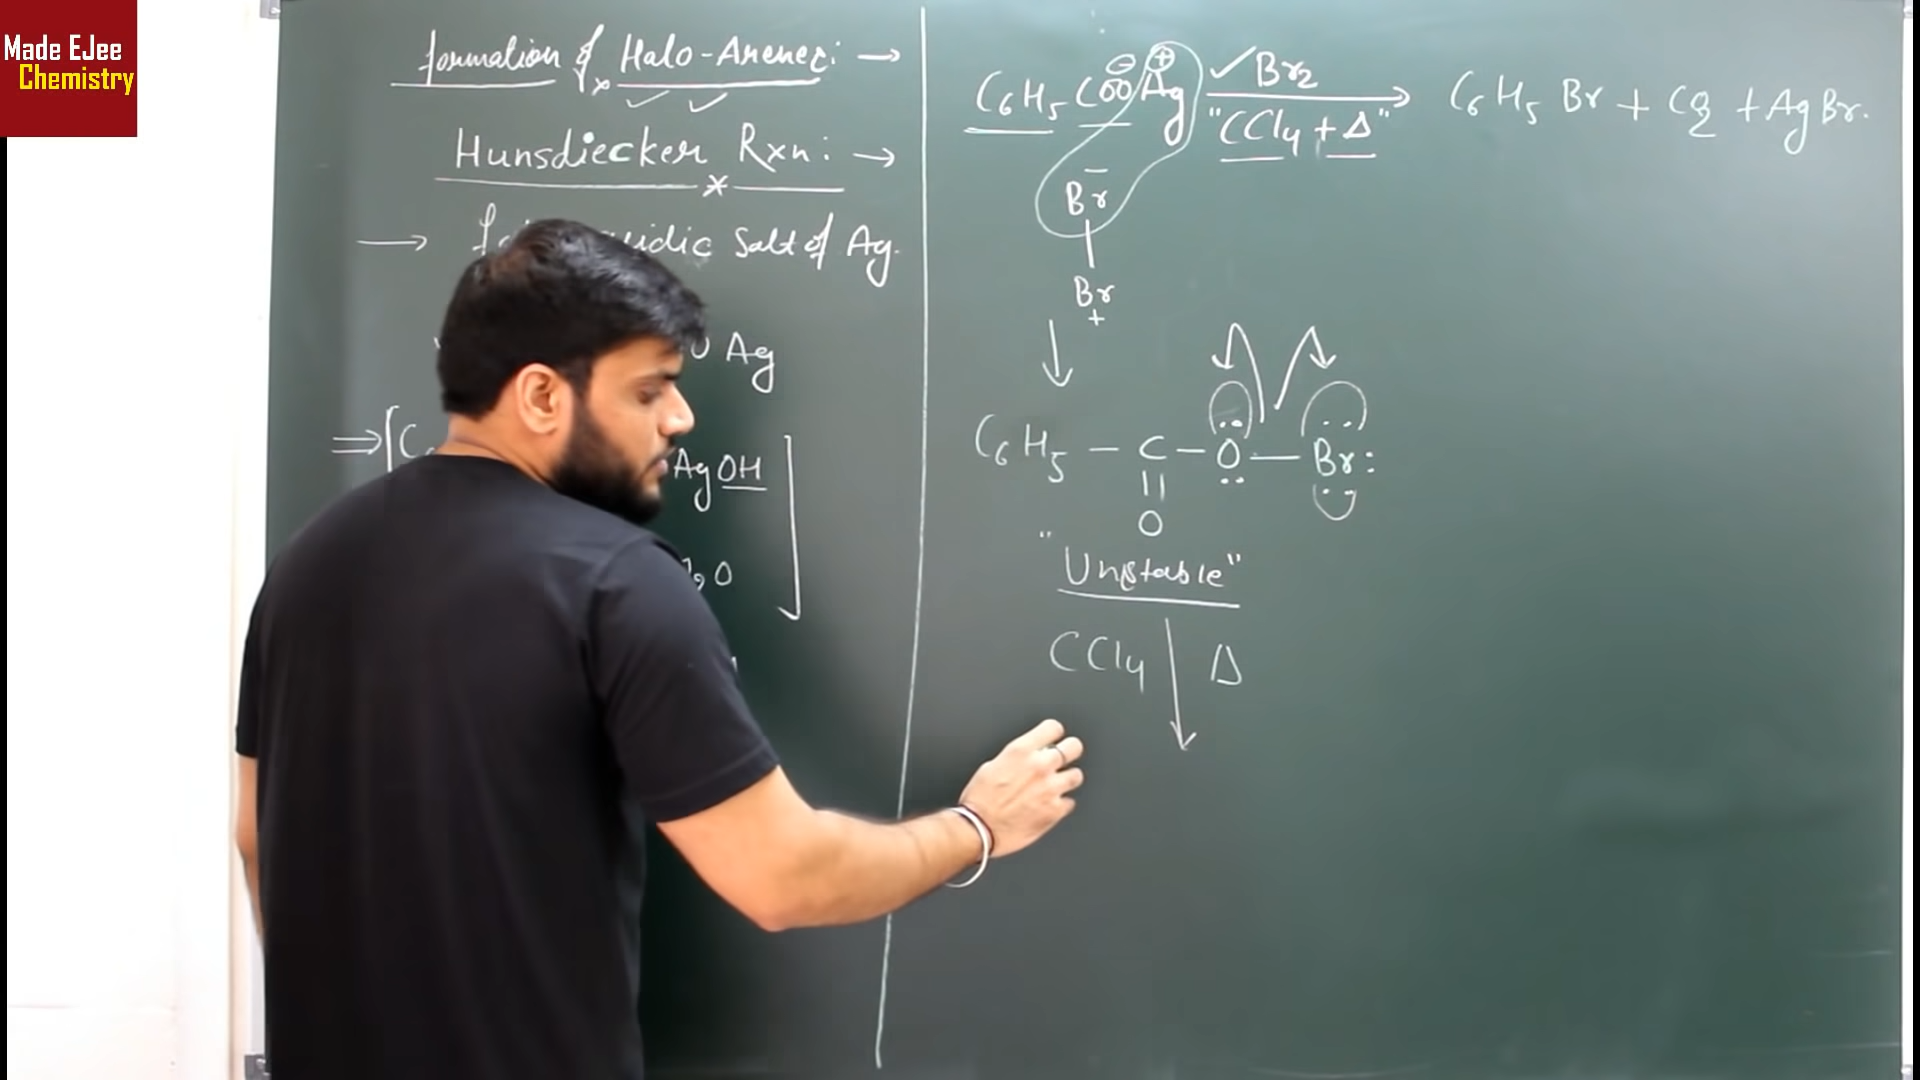 Made EJee
Chemistry
formation of Halo-Arenes: →
Hunsdiecker Rxn: →
→ Salt of Ag.
Ag
⇒ [C
AgOH
C6H5COO⊖Ag⊕ ✓Br2 → C6H5Br + CO2 + AgBr.
"CCl4 + Δ"
Br−
Br
+
C6H5 — C — O — Br:
||
O
"Unstable"
CCl4 Δ